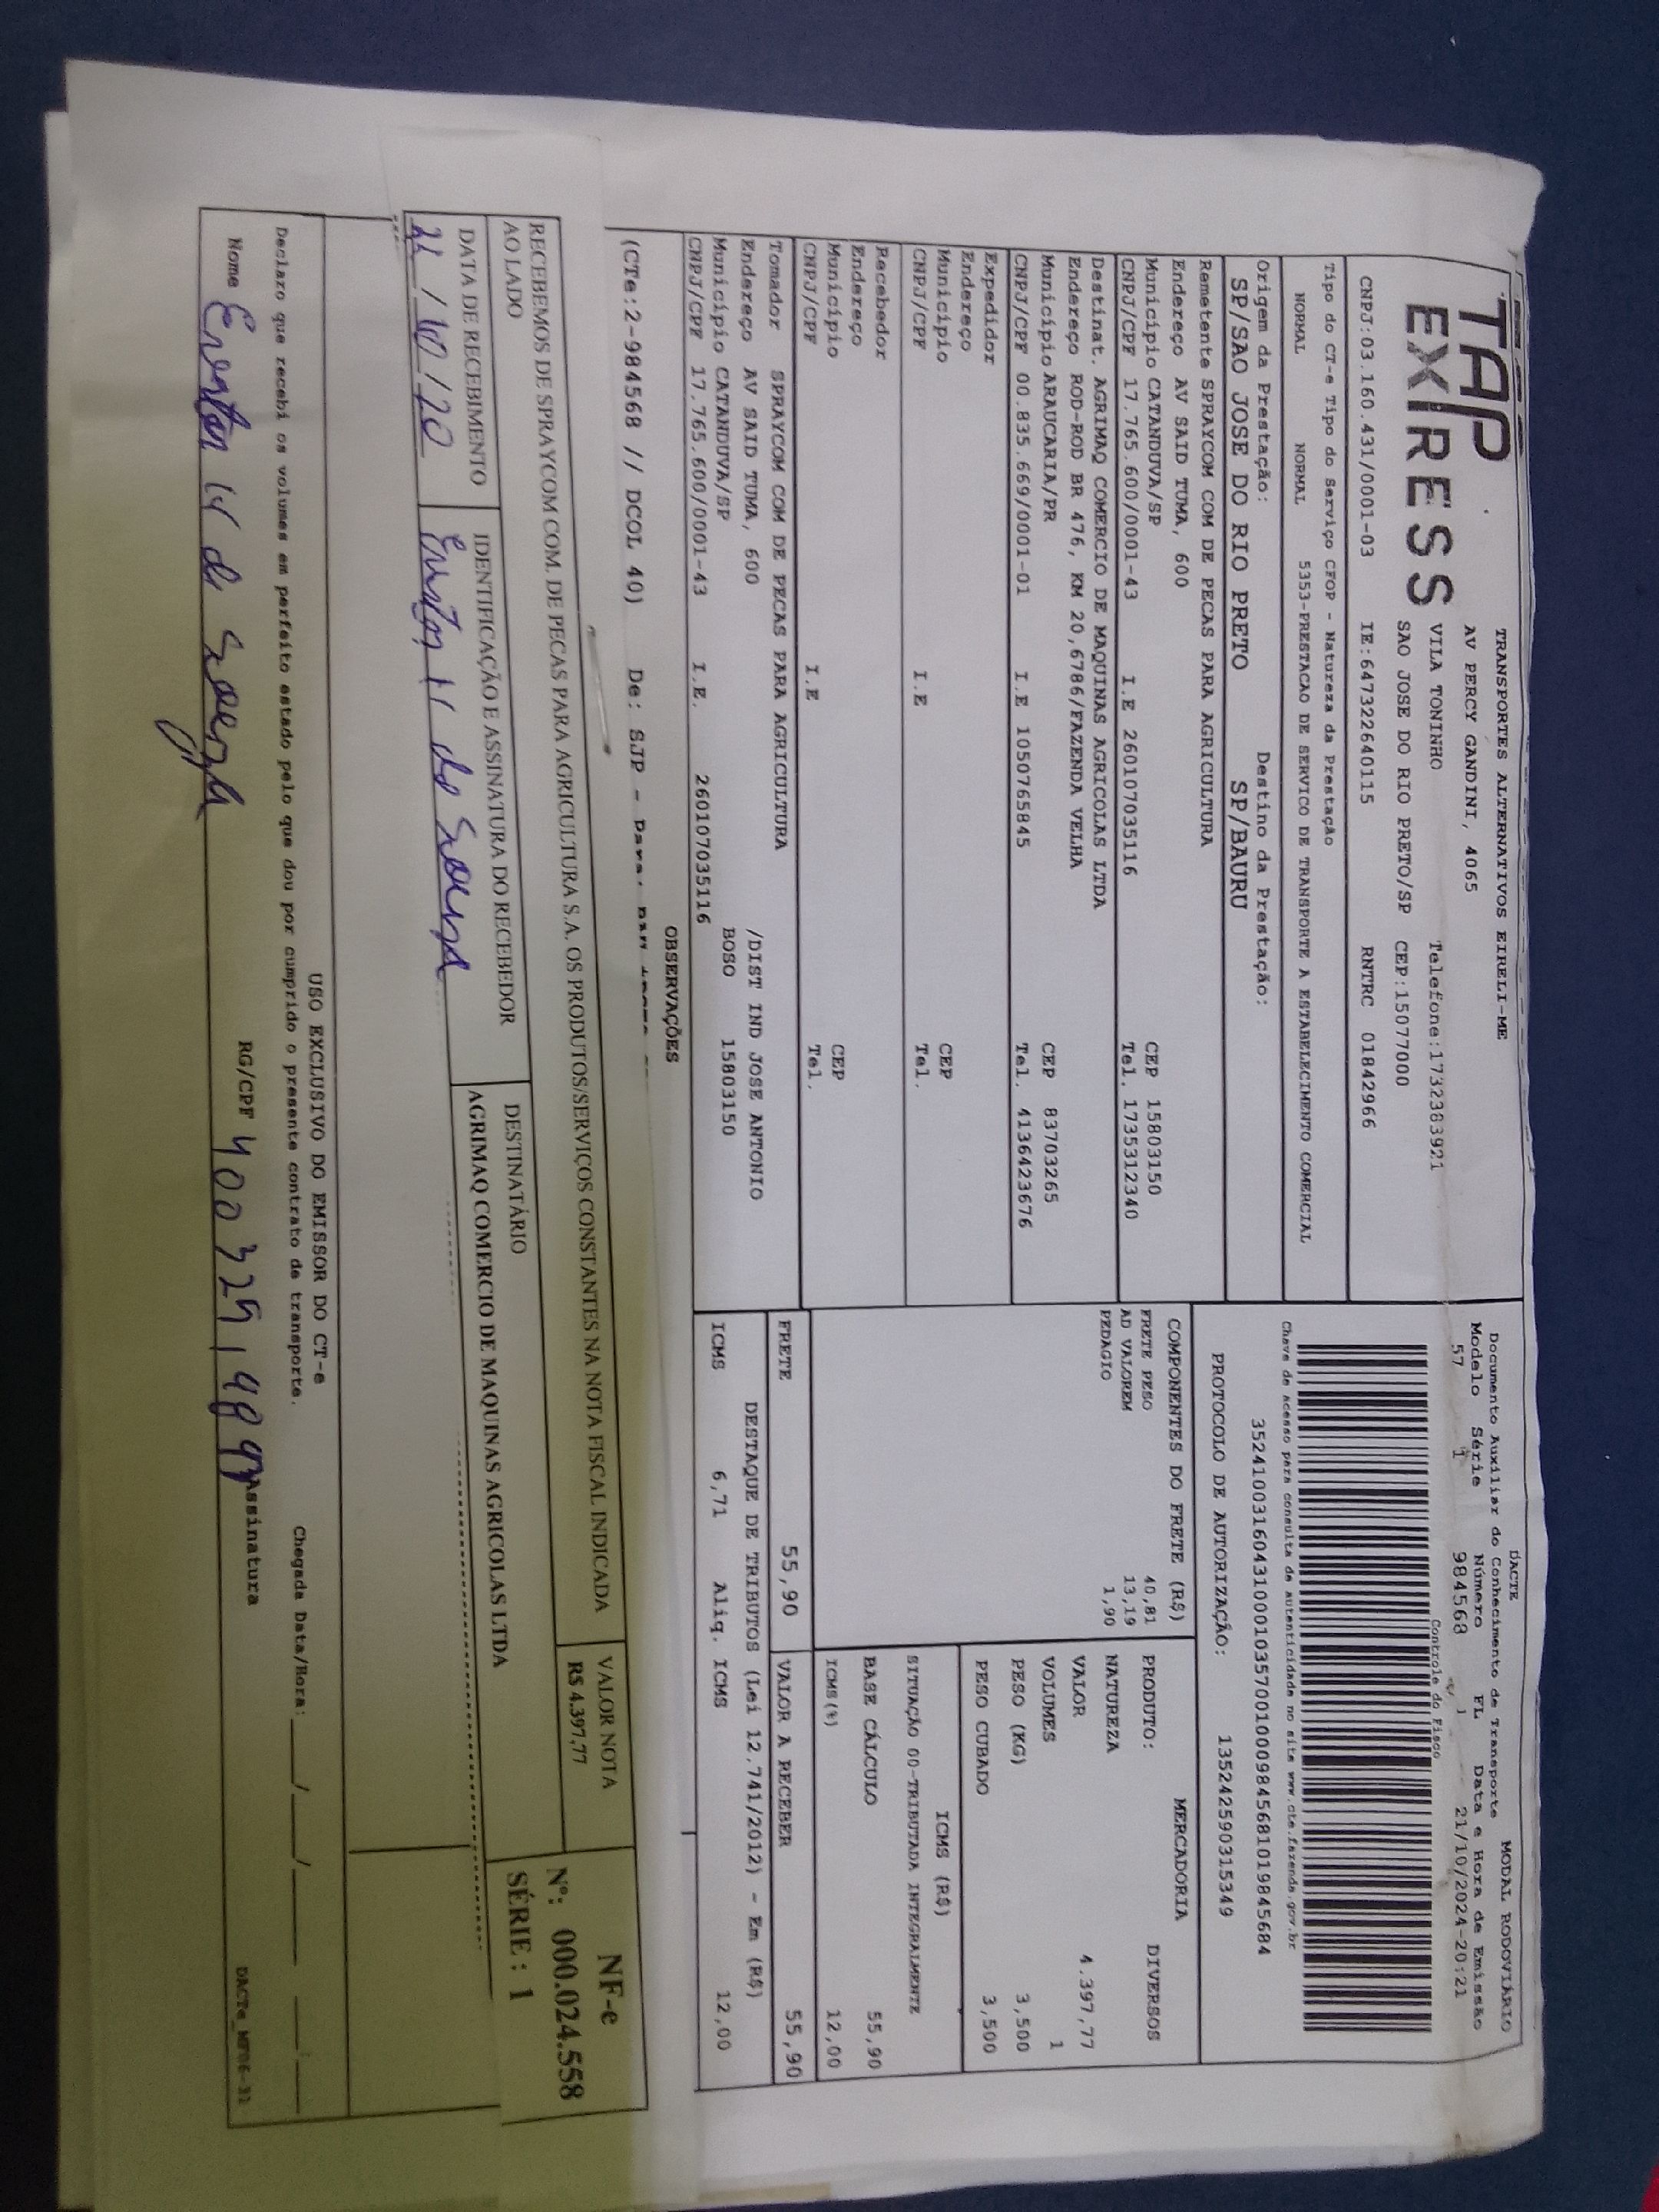 TAP
EXPRESS
TRANSPORTES ALTERNATIVOS EIRELI-ME
AV PERCY GANDINI, 4065
VILA TONINHO Telefone:1732383921
SAO JOSE DO RIO PRETO/SP CEP:15077000
CNPJ:03.160.431/0001-03 IE:647322640115 RNTRC 01842966
Tipo do CT-e Tipo do Serviço CFOP - Natureza da Prestação
NORMAL NORMAL 5353-PRESTACAO DE SERVICO DE TRANSPORTE A ESTABELECIMENTO COMERCIAL
Origem da Prestação: Destino da Prestação:
SP/SAO JOSE DO RIO PRETO SP/BAURU
Remetente SPRAYCOM COM DE PECAS PARA AGRICULTURA
Endereço AV SAID TUMA, 600
Município CATANDUVA/SP CEP 15803150
CNPJ/CPF 17.765.600/0001-43 I.E 260107035116 Tel. 1735312340
Destinat. AGRIMAQ COMERCIO DE MAQUINAS AGRICOLAS LTDA
Endereço ROD-ROD BR 476, KM 20,6786/FAZENDA VELHA
Município ARAUCARIA/PR CEP 83703265
CNPJ/CPF 00.835.669/0001-01 I.E 1050765845 Tel. 4136423676
Expedidor
Endereço
Município CEP
CNPJ/CPF I.E Tel.
Recebedor
Endereço
Município CEP
CNPJ/CPF I.E Tel.
Tomador SPRAYCOM COM DE PECAS PARA AGRICULTURA
Endereço AV SAID TUMA, 600 /DIST IND JOSE ANTONIO
Município CATANDUVA/SP BOSO 15803150
CNPJ/CPF 17.765.600/0001-43 I.E. 260107035116
DACTE MODAL RODOVIÁRIO
Documento Auxiliar do Conhecimento de Transporte
Modelo Série Número FL Data e Hora de Emissão
57 1 984568 1 21/10/2024-20:21
Controle do Fisco
Chave de acesso para consulta de autenticidade no site www.cte.fazenda.gov.br
35241003160431000103570010009845681019845684
PROTOCOLO DE AUTORIZAÇÃO: 135242590315349
COMPONENTES DO FRETE (R$)
FRETE PESO 40,81
AD VALOREM 13,19
PEDAGIO 1,90
MERCADORIA
PRODUTO: DIVERSOS
NATUREZA
VALOR 4.397,77
VOLUMES 1
PESO (KG) 3,500
PESO CUBADO 3,500
ICMS (R$)
SITUAÇÃO 00-TRIBUTADA INTEGRALMENTE
BASE CÁLCULO 55,90
ICMS(%) 12,00
FRETE 55,90 VALOR A RECEBER 55,90
DESTAQUE DE TRIBUTOS (Lei 12.741/2012) - Em (R$)
ICMS 6,71 Aliq. ICMS 12,00
OBSERVAÇÕES
(CTe:2-984568 // DCOL 40) De: SJP - Para:
RECEBEMOS DE SPRAYCOM COM. DE PECAS PARA AGRICULTURA S.A. OS PRODUTOS/SERVIÇOS CONSTANTES NA NOTA FISCAL INDICADA
AO LADO
VALOR NOTA
R$ 4.397,77
NF-e
Nº: 000.024.558
SÉRIE : 1
DATA DE RECEBIMENTO IDENTIFICAÇÃO E ASSINATURA DO RECEBEDOR DESTINATÁRIO
AGRIMAQ COMERCIO DE MAQUINAS AGRICOLAS LTDA
/10/20 de Souza
USO EXCLUSIVO DO EMISSOR DO CT-e
Declaro que recebi os volumes em perfeito estado pelo que dou por cumprido o presente contrato de transporte. Chegada Data/Hora: __/__/__ __:__
Nome de Souza RG/CPF Assinatura